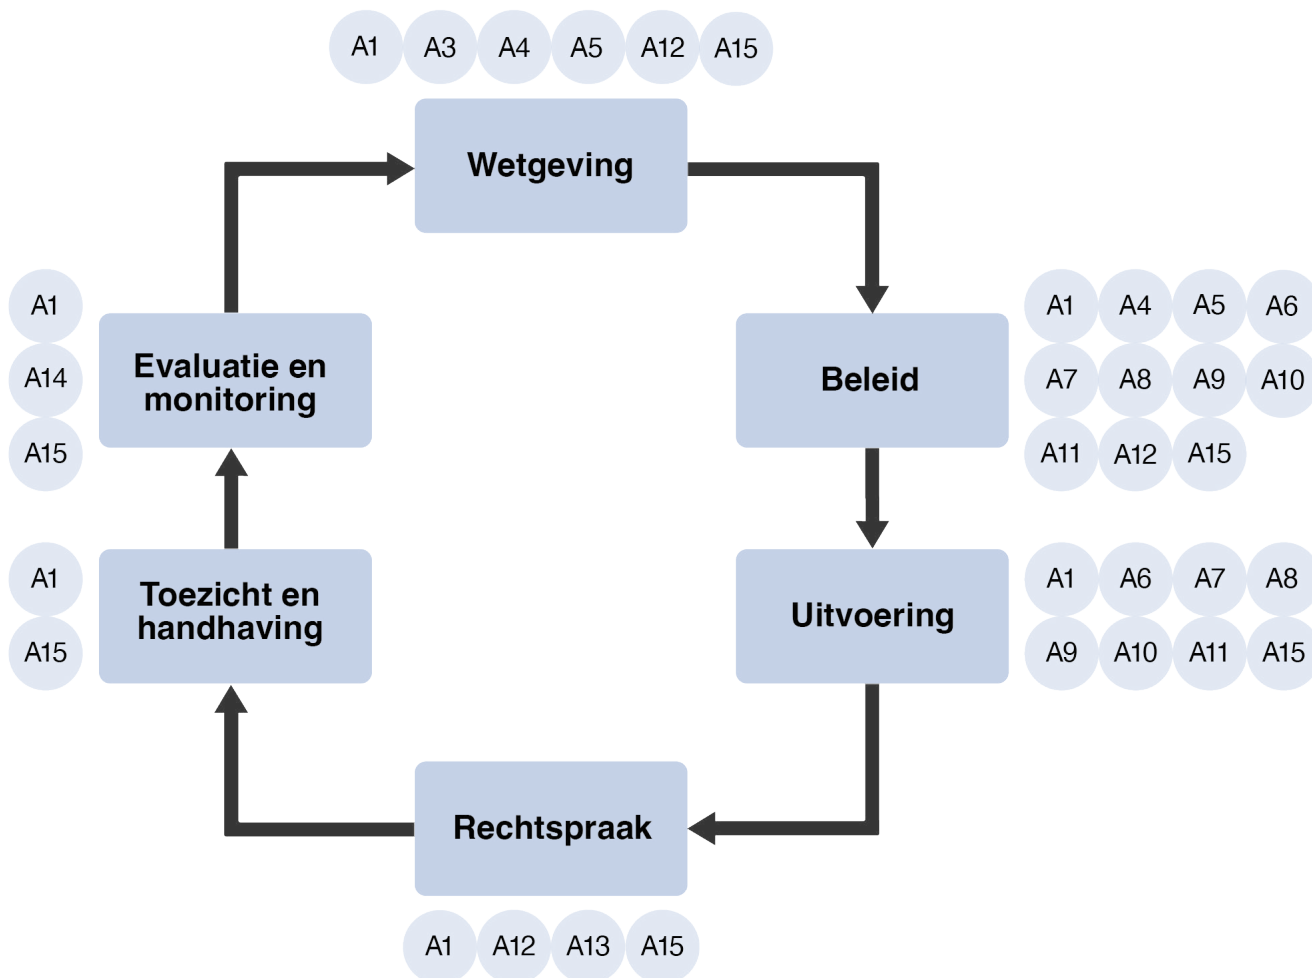 A1 A3 A4 A5 A12 A15
Wetgeving
A1
A14
A15
Evaluatie en
monitoring
Beleid
A1 A4 A5 A6
A7 A8 A9 A10
A11 A12 A15
A1
A15
Toezicht en
handhaving
Uitvoering
A1 A6 A7 A8
A9 A10 A11 A15
Rechtspraak
A1 A12 A13 A15